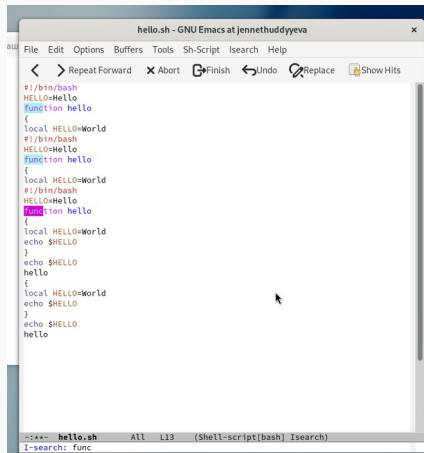 hello.sh - GNU Emacs at jennethuddyyeva
File Edit Options Buffers Tools Sh-Script Isearch Help
Repeat Forward Abort Finish Undo Replace Show Hits
#!/bin/bash
HELLO=Hello
function hello
{
local HELLO=World
#!/bin/bash
HELLO=Hello
function hello
{
local HELLO=World
#!/bin/bash
HELLO=Hello
function hello
{
local HELLO=World
echo $HELLO
}
echo $HELLO
hello
{
local HELLO=World
echo $HELLO
}
echo $HELLO
hello
-:**- hello.sh All L13 (Shell-script[bash] Isearch)
I-search: func